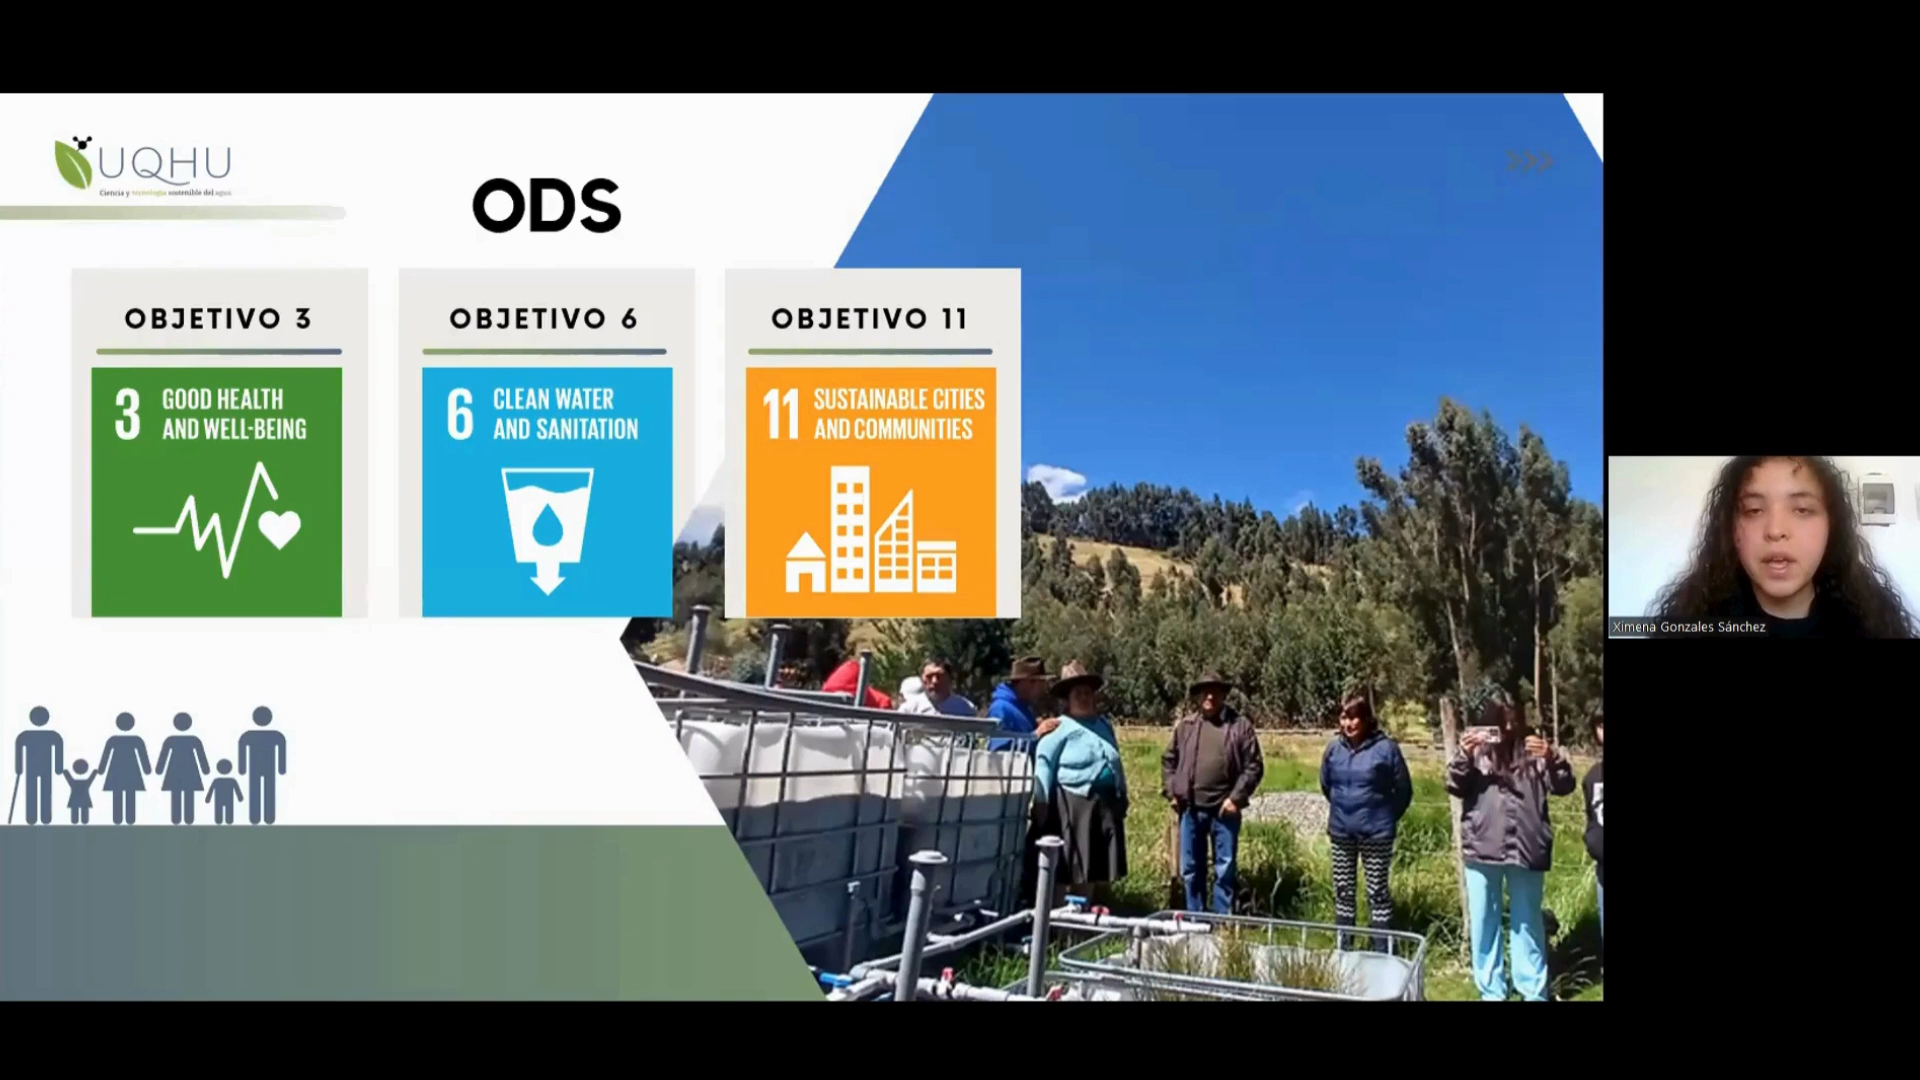 UQHU
Ciencia y tecnología sostenible del agua
ODS
>>>
OBJETIVO 3
3 GOOD HEALTH
AND WELL-BEING
OBJETIVO 6
6 CLEAN WATER
AND SANITATION
OBJETIVO 11
11 SUSTAINABLE CITIES
AND COMMUNITIES
Ximena Gonzales Sánchez